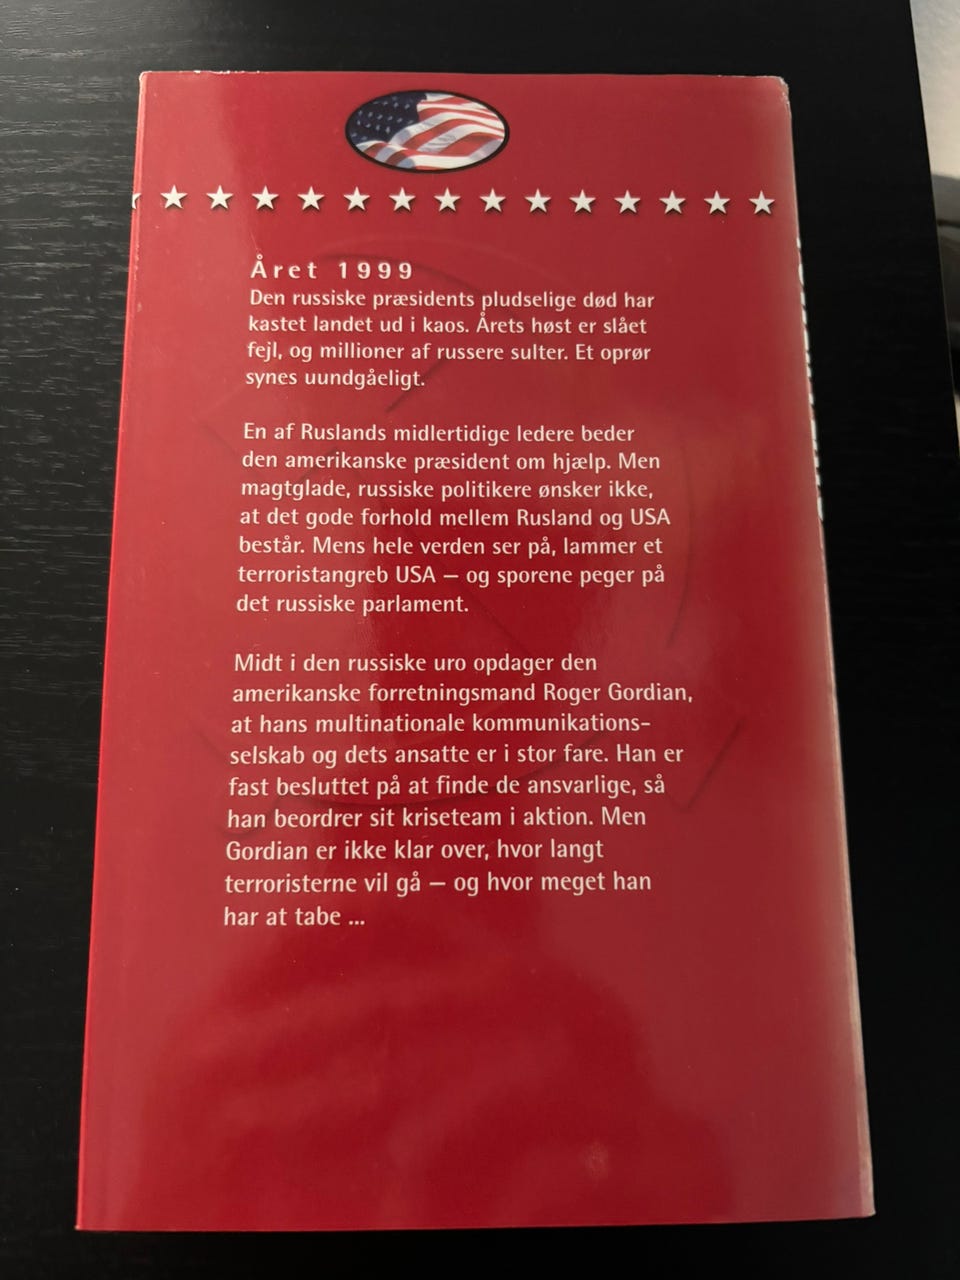 Året 1999
Den russiske præsidents pludselige død har
kastet landet ud i kaos. Årets høst er slået
fejl, og millioner af russere sulter. Et oprør
synes uundgåeligt.
En af Ruslands midlertidige ledere beder
den amerikanske præsident om hjælp. Men
magtglade, russiske politikere ønsker ikke,
at det gode forhold mellem Rusland og USA
består. Mens hele verden ser på, lammer et
terroristangreb USA – og sporene peger på
det russiske parlament.
Midt i den russiske uro opdager den
amerikanske forretningsmand Roger Gordian,
at hans multinationale kommunikations-
selskab og dets ansatte er i stor fare. Han er
fast besluttet på at finde de ansvarlige, så
han beordrer sit kriseteam i aktion. Men
Gordian er ikke klar over, hvor langt
terroristerne vil gå – og hvor meget han
har at tabe ...